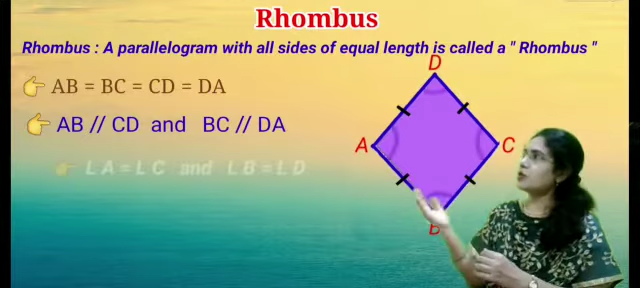 Rhombus
Rhombus : A parallelogram with all sides of equal length is called a " Rhombus "
D
AB = BC = CD = DA
AB // CD and BC // DA
A
C
L A = L C and L B = L D
B